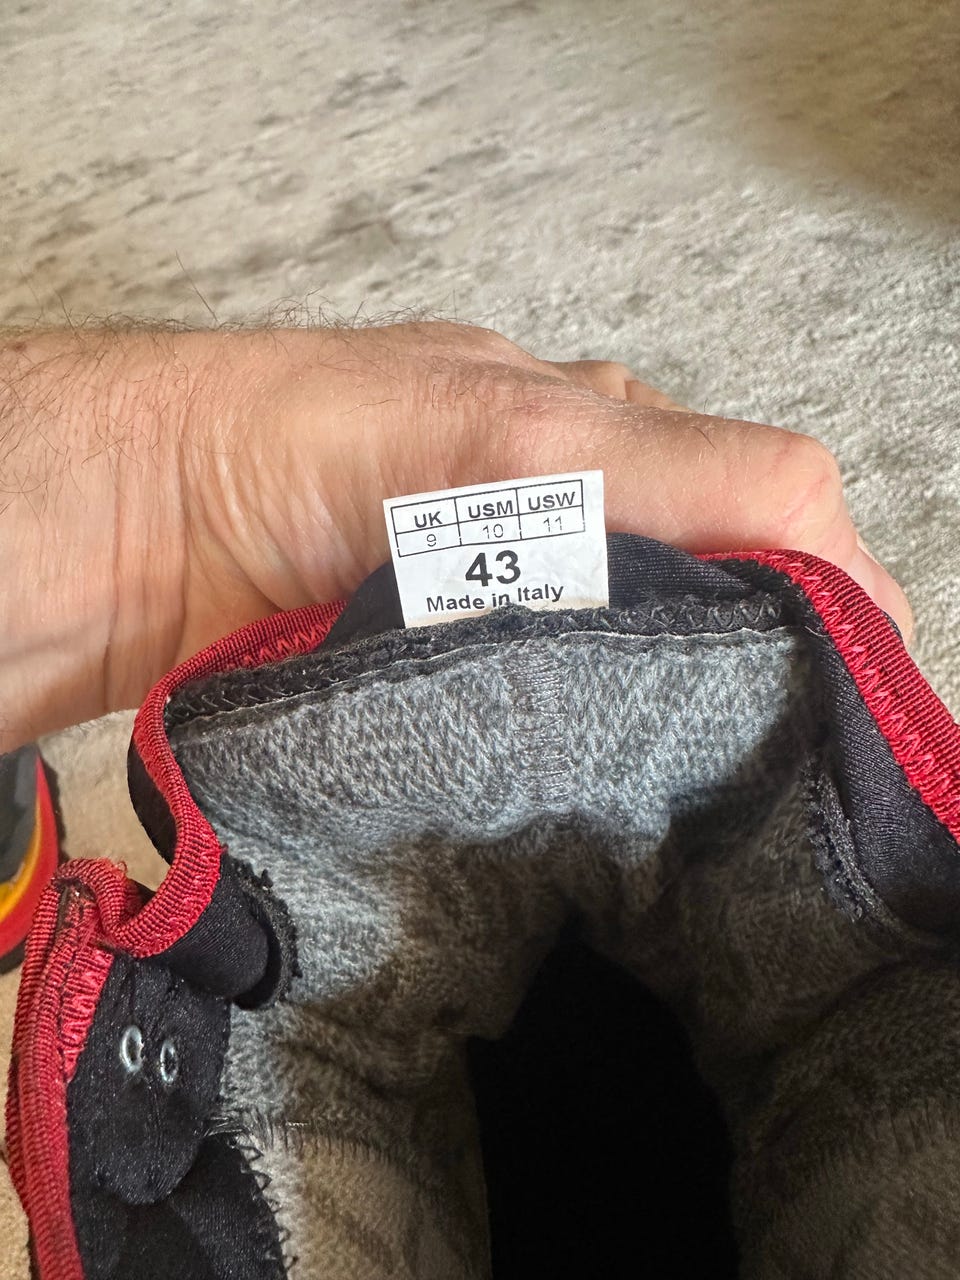 UK USM USW
9 10 11
43
Made in Italy